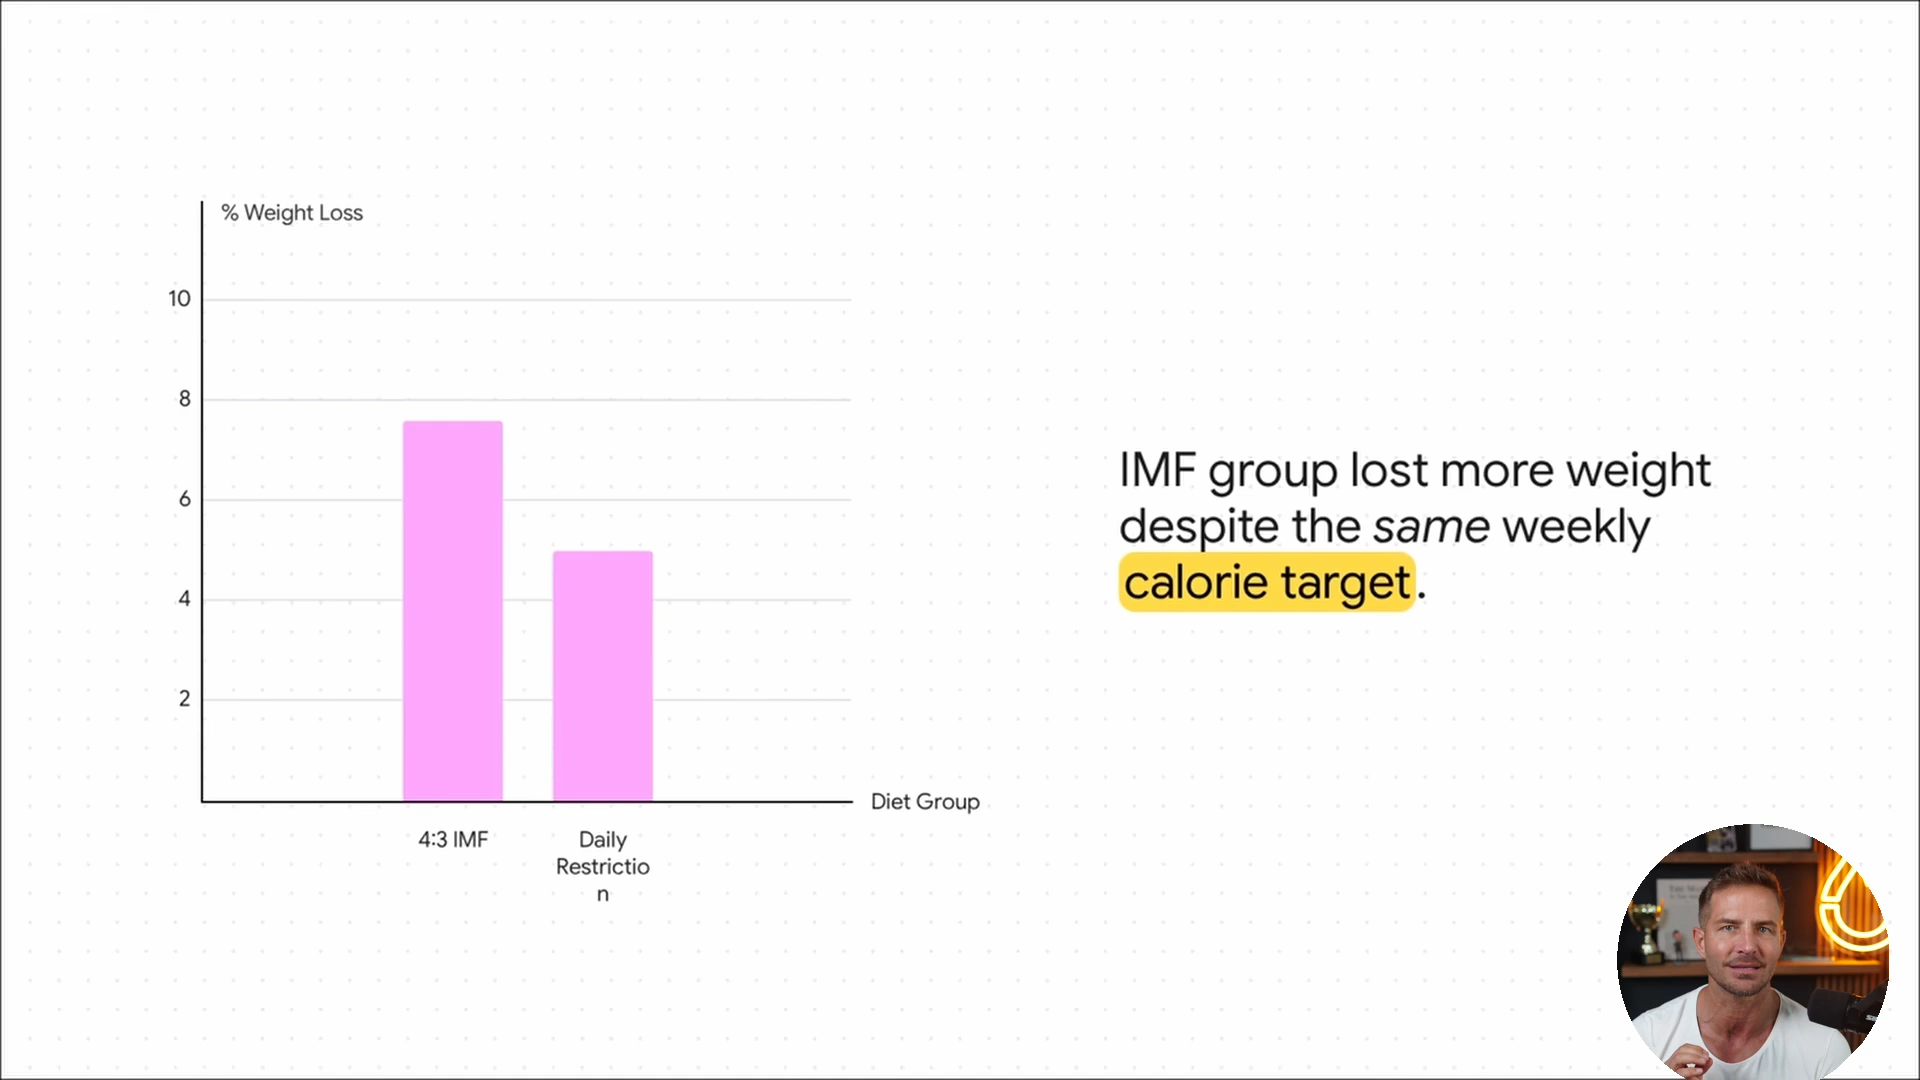 % Weight Loss
10
8
6
4
2
4:3 IMF
Daily
Restrictio
n
Diet Group
IMF group lost more weight
despite the same weekly
calorie target.